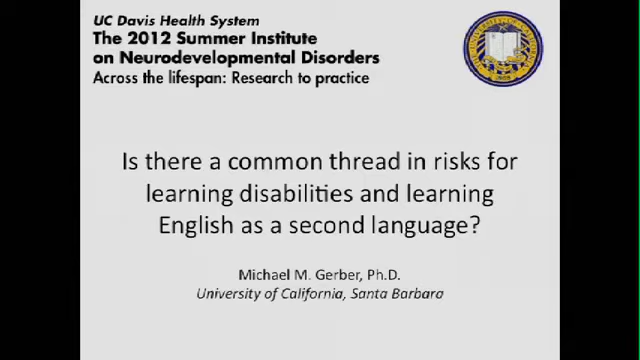 UC Davis Health System
The 2012 Summer Institute
on Neurodevelopmental Disorders
Across the lifespan: Research to practice
Is there a common thread in risks for
learning disabilities and learning
English as a second language?
Michael M. Gerber, Ph.D.
University of California, Santa Barbara